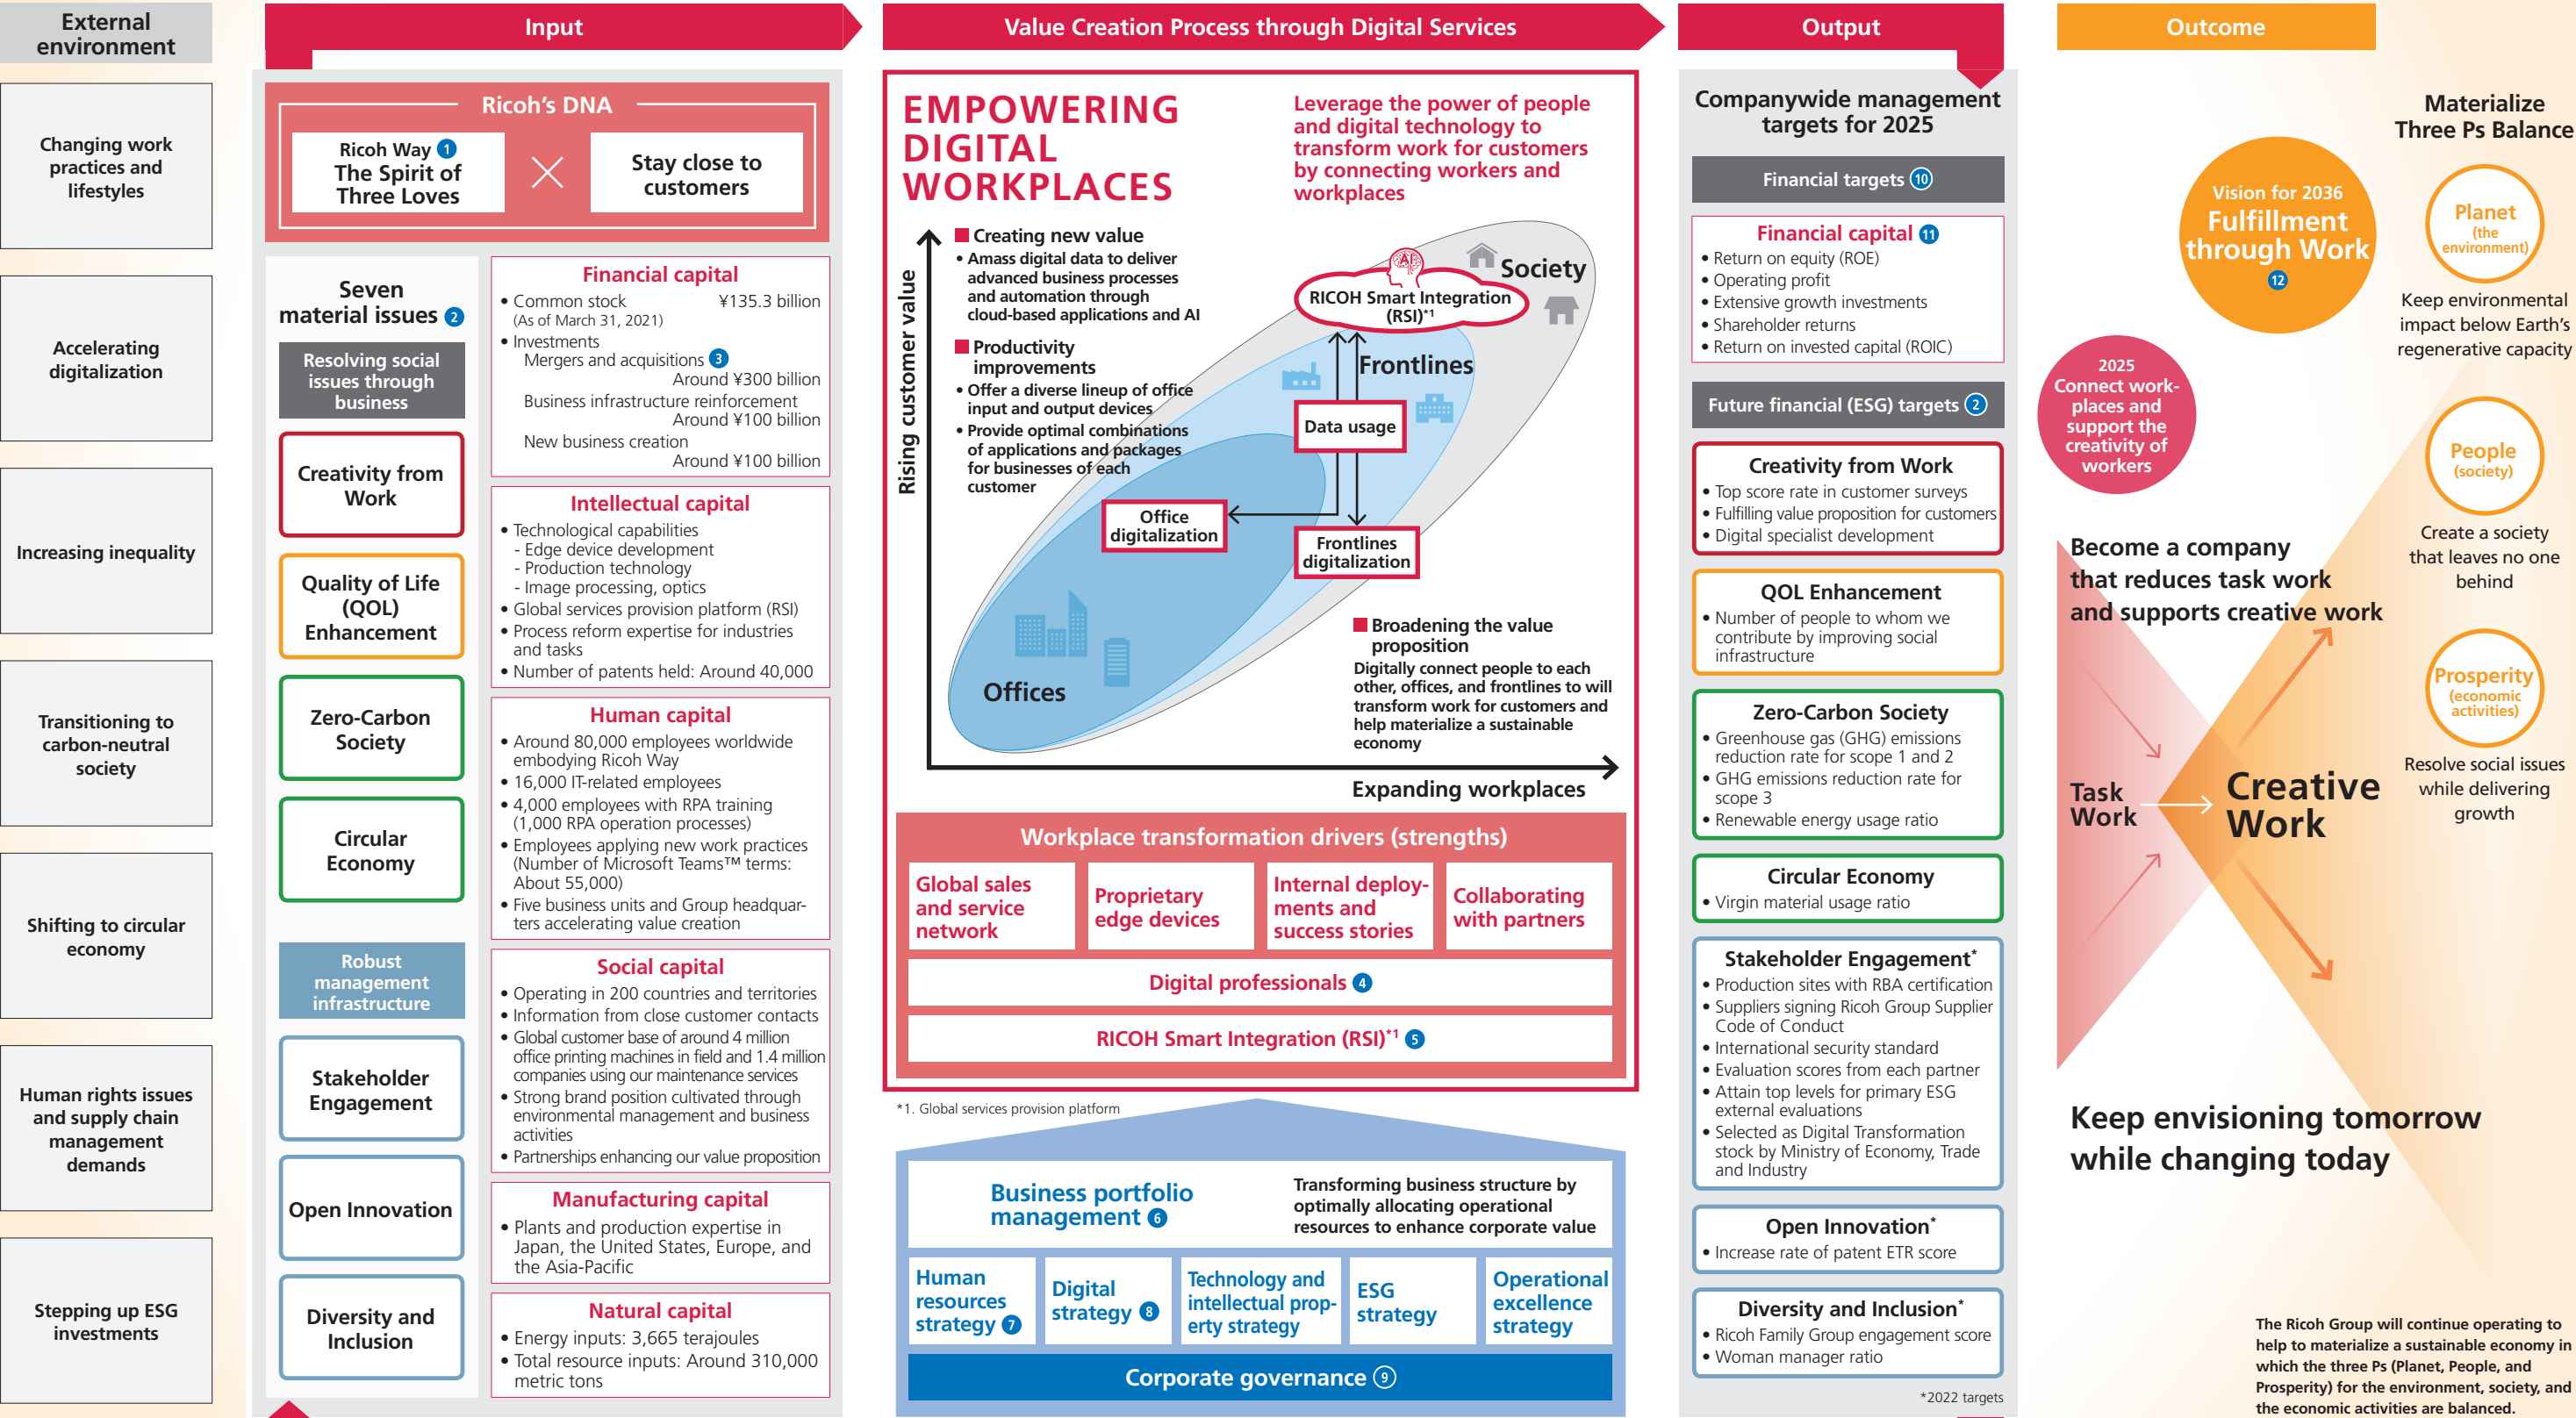 External
environment
Changing work
practices and
lifestyles
Accelerating
digitalization
Increasing inequality
Transitioning to
carbon-neutral
society
Shifting to circular
economy
Human rights issues
and supply chain
management
demands
Stepping up ESG
investments
Input
Ricoh's DNA
Ricoh Way 1
The Spirit of
Three Loves
×
Stay close to
customers
Seven
material issues 2
Resolving social
issues through
business
Creativity from
Work
Quality of Life
(QOL)
Enhancement
Zero-Carbon
Society
Circular
Economy
Robust
management
infrastructure
Stakeholder
Engagement
Open Innovation
Diversity and
Inclusion
Financial capital
• Common stock ¥135.3 billion
(As of March 31, 2021)
• Investments
Mergers and acquisitions 3
Around ¥300 billion
Business infrastructure reinforcement
Around ¥100 billion
New business creation
Around ¥100 billion
Intellectual capital
• Technological capabilities
- Edge device development
- Production technology
- Image processing, optics
• Global services provision platform (RSI)
• Process reform expertise for industries
and tasks
• Number of patents held: Around 40,000
Human capital
• Around 80,000 employees worldwide
embodying Ricoh Way
• 16,000 IT-related employees
• 4,000 employees with RPA training
(1,000 RPA operation processes)
• Employees applying new work practices
(Number of Microsoft Teams™ terms:
About 55,000)
• Five business units and Group headquar-
ters accelerating value creation
Social capital
• Operating in 200 countries and territories
• Information from close customer contacts
• Global customer base of around 4 million
office printing machines in field and 1.4 million
companies using our maintenance services
• Strong brand position cultivated through
environmental management and business
activities
• Partnerships enhancing our value proposition
Manufacturing capital
• Plants and production expertise in
Japan, the United States, Europe, and
the Asia-Pacific
Natural capital
• Energy inputs: 3,665 terajoules
• Total resource inputs: Around 310,000
metric tons
Value Creation Process through Digital Services
EMPOWERING
DIGITAL
WORKPLACES
Leverage the power of people
and digital technology to
transform work for customers
by connecting workers and
workplaces
Rising customer value
Creating new value
• Amass digital data to deliver
advanced business processes
and automation through
cloud-based applications and AI
Productivity
improvements
• Offer a diverse lineup of office
input and output devices
• Provide optimal combinations
of applications and packages
for businesses of each
customer
AI
RICOH Smart Integration
(RSI)*1
Society
Frontlines
Data usage
Office
digitalization
Frontlines
digitalization
Offices
Broadening the value
proposition
Digitally connect people to each
other, offices, and frontlines to will
transform work for customers and
help materialize a sustainable
economy
Expanding workplaces
Workplace transformation drivers (strengths)
Global sales
and service
network
Proprietary
edge devices
Internal deploy-
ments and
success stories
Collaborating
with partners
Digital professionals 4
RICOH Smart Integration (RSI)*1 5
*1. Global services provision platform
Business portfolio
management 6
Transforming business structure by
optimally allocating operational
resources to enhance corporate value
Human
resources
strategy 7
Digital
strategy 8
Technology and
intellectual prop-
erty strategy
ESG
strategy
Operational
excellence
strategy
Corporate governance 9
Output
Companywide management
targets for 2025
Financial targets 10
Financial capital 11
• Return on equity (ROE)
• Operating profit
• Extensive growth investments
• Shareholder returns
• Return on invested capital (ROIC)
Future financial (ESG) targets 2
Creativity from Work
• Top score rate in customer surveys
• Fulfilling value proposition for customers
• Digital specialist development
QOL Enhancement
• Number of people to whom we
contribute by improving social
infrastructure
Zero-Carbon Society
• Greenhouse gas (GHG) emissions
reduction rate for scope 1 and 2
• GHG emissions reduction rate for
scope 3
• Renewable energy usage ratio
Circular Economy
• Virgin material usage ratio
Stakeholder Engagement*
• Production sites with RBA certification
• Suppliers signing Ricoh Group Supplier
Code of Conduct
• International security standard
• Evaluation scores from each partner
• Attain top levels for primary ESG
external evaluations
• Selected as Digital Transformation
stock by Ministry of Economy, Trade
and Industry
Open Innovation*
• Increase rate of patent ETR score
Diversity and Inclusion*
• Ricoh Family Group engagement score
• Woman manager ratio
*2022 targets
Outcome
Vision for 2036
Fulfillment
through Work
12
2025
Connect work-
places and
support the
creativity of
workers
Become a company
that reduces task work
and supports creative work
Task
Work
Creative
Work
Keep envisioning tomorrow
while changing today
Materialize
Three Ps Balance
Planet
(the
environment)
Keep environmental
impact below Earth's
regenerative capacity
People
(society)
Create a society
that leaves no one
behind
Prosperity
(economic
activities)
Resolve social issues
while delivering
growth
The Ricoh Group will continue operating to
help to materialize a sustainable economy in
which the three Ps (Planet, People, and
Prosperity) for the environment, society, and
the economic activities are balanced.